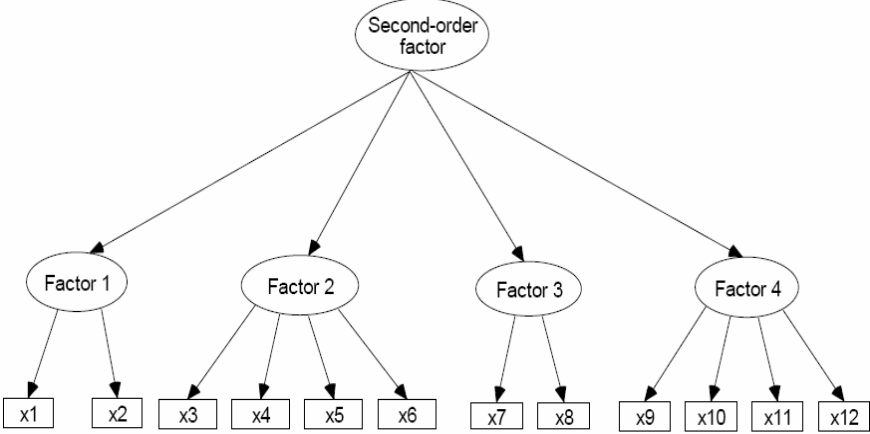 Second-order
factor
Factor 1
Factor 2
Factor 3
Factor 4
x1
x2
x3
x4
x5
x6
x7
x8
x9
x10
x11
x12